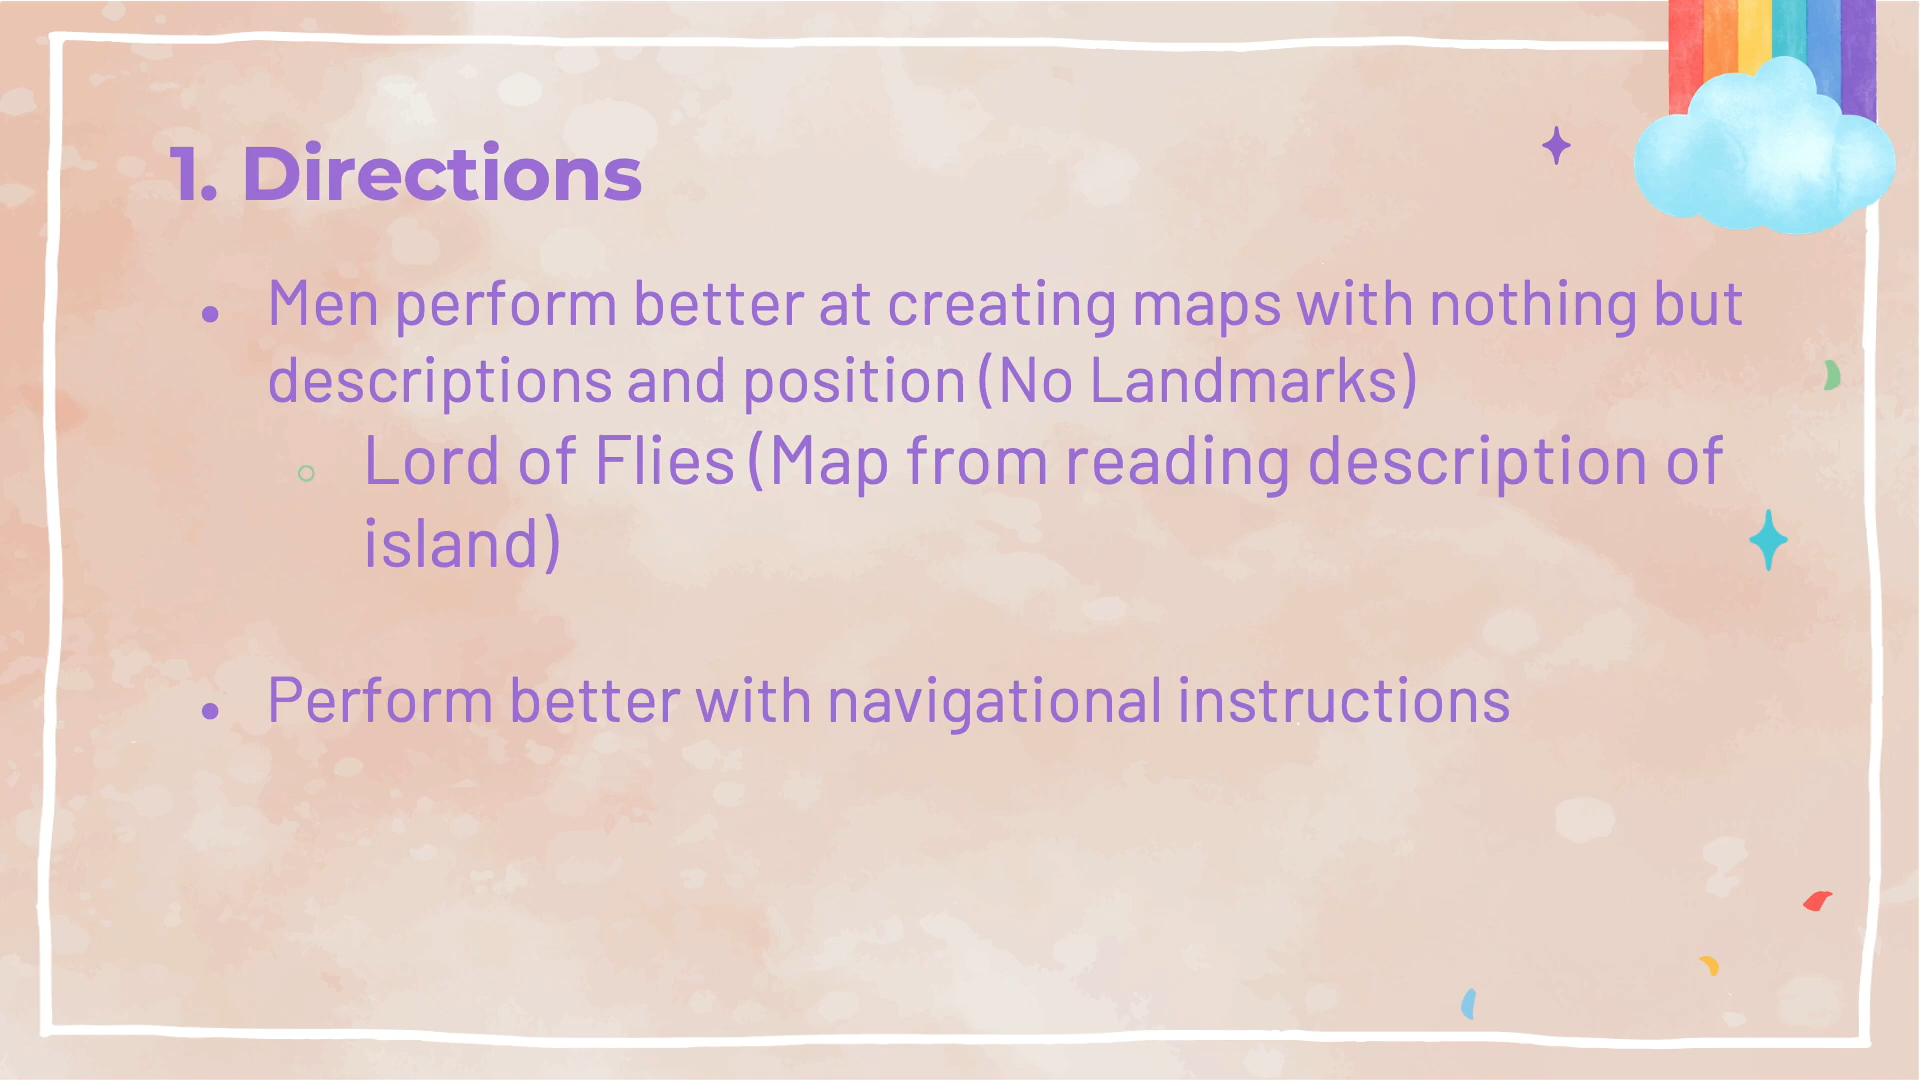 1. Directions
● Men perform better at creating maps with nothing but
descriptions and position (No Landmarks)
○ Lord of Flies (Map from reading description of
island)
● Perform better with navigational instructions